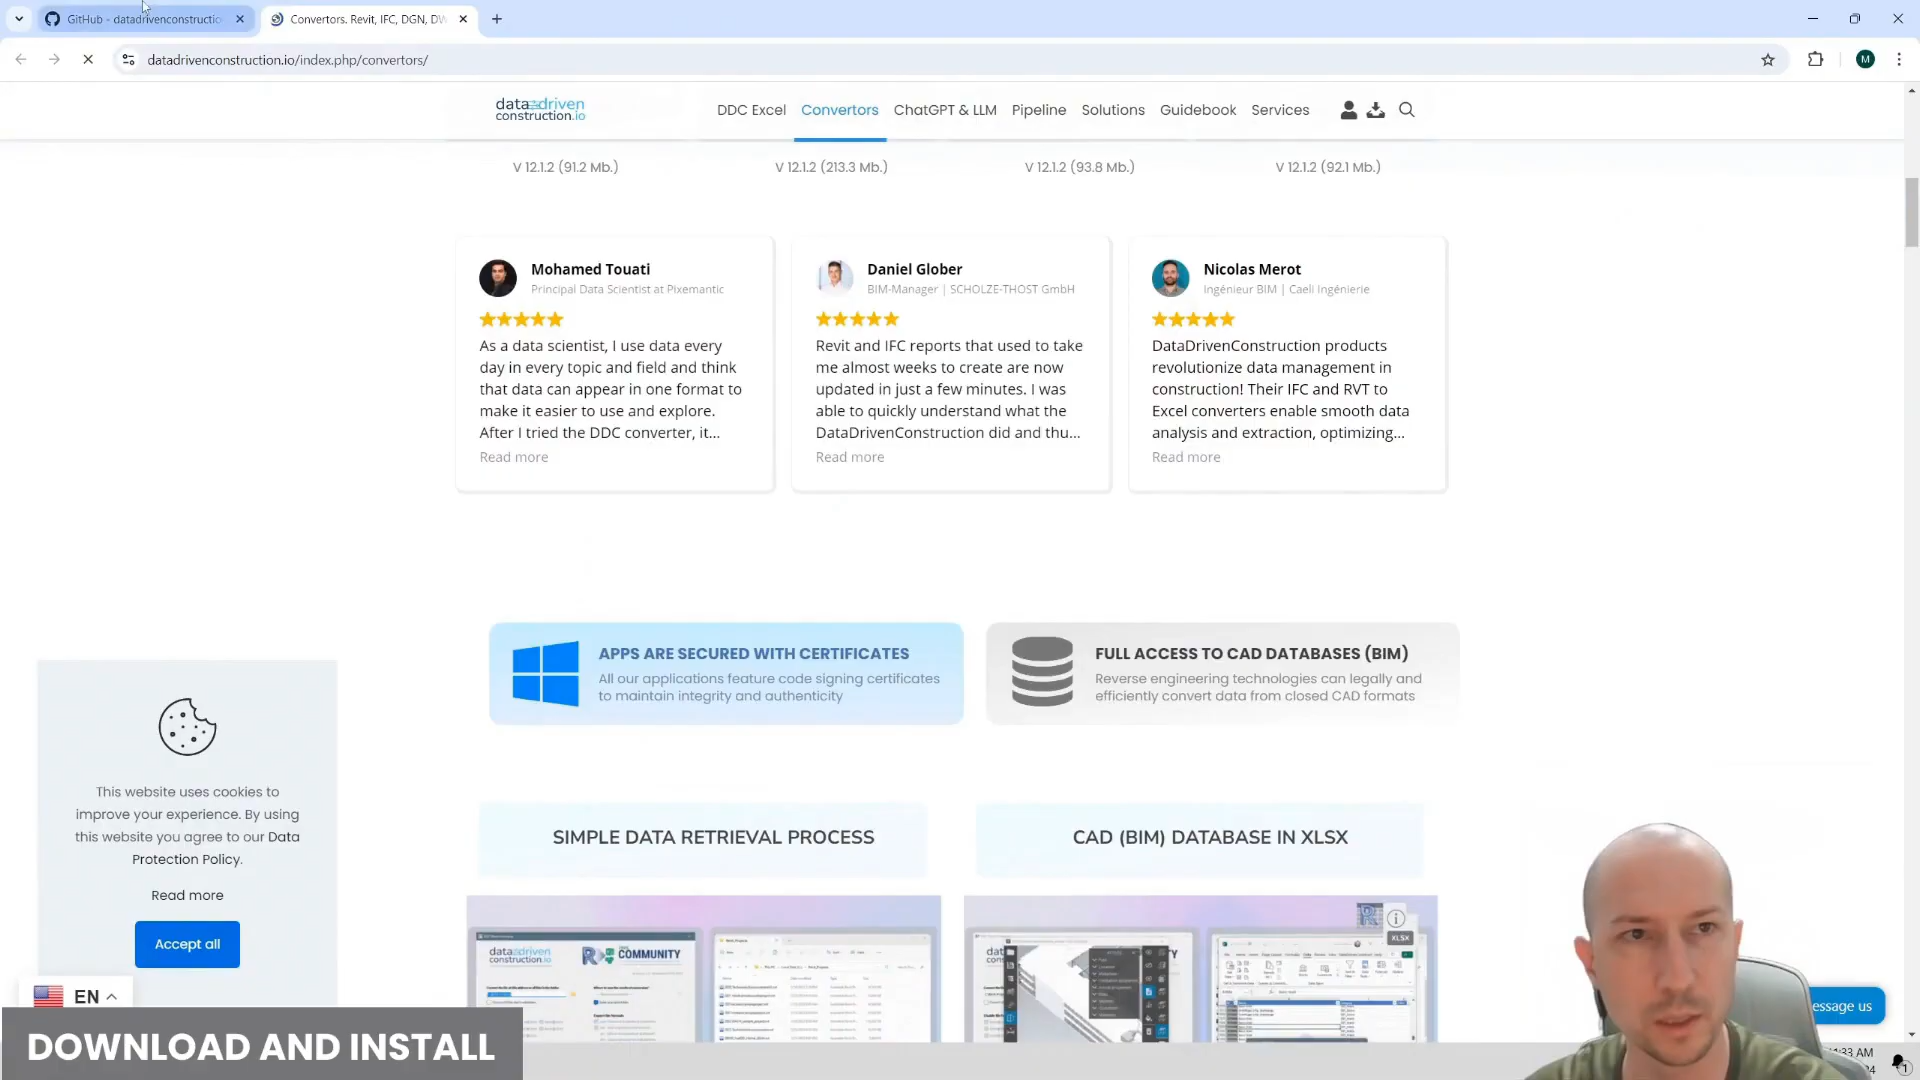 GitHub - datadrivenconstructio
Convertors. Revit, IFC, DGN, DW
datadrivenconstruction.io/index.php/convertors/
M
data driven
construction.io
DDC Excel
Convertors
ChatGPT & LLM
Pipeline
Solutions
Guidebook
Services
V 12.1.2 (91.2 Mb.)
V 12.1.2 (213.3 Mb.)
V 12.1.2 (93.8 Mb.)
V 12.1.2 (92.1 Mb.)
Mohamed Touati
Principal Data Scientist at Pixemantic
As a data scientist, I use data every
day in every topic and field and think
that data can appear in one format to
make it easier to use and explore.
After I tried the DDC converter, it...
Read more
Daniel Glober
BIM-Manager | SCHOLZE-THOST GmbH
Revit and IFC reports that used to take
me almost weeks to create are now
updated in just a few minutes. I was
able to quickly understand what the
DataDrivenConstruction did and thu...
Read more
Nicolas Merot
Ingénieur BIM | Caeli Ingénierie
DataDrivenConstruction products
revolutionize data management in
construction! Their IFC and RVT to
Excel converters enable smooth data
analysis and extraction, optimizing...
Read more
APPS ARE SECURED WITH CERTIFICATES
All our applications feature code signing certificates
to maintain integrity and authenticity
FULL ACCESS TO CAD DATABASES (BIM)
Reverse engineering technologies can legally and
efficiently convert data from closed CAD formats
SIMPLE DATA RETRIEVAL PROCESS
CAD (BIM) DATABASE IN XLSX
data driven
construction.io
COMMUNITY
XLSX
This website uses cookies to
improve your experience. By using
this website you agree to our Data
Protection Policy.
Read more
Accept all
EN
essage us
DOWNLOAD AND INSTALL
:33 AM